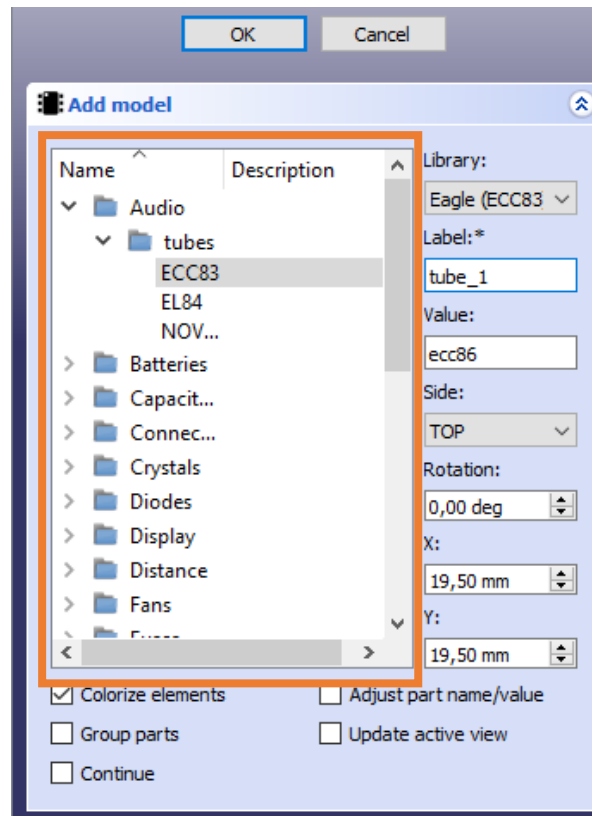 OK Cancel
Add model
Name Description
Audio
tubes
ECC83
EL84
NOV...
Batteries
Capacit...
Connec...
Crystals
Diodes
Display
Distance
Fans
Library:
Eagle (ECC83
Label:*
tube_1
Value:
ecc86
Side:
TOP
Rotation:
0,00 deg
X:
19,50 mm
Y:
19,50 mm
Colorize elements Adjust part name/value
Group parts Update active view
Continue